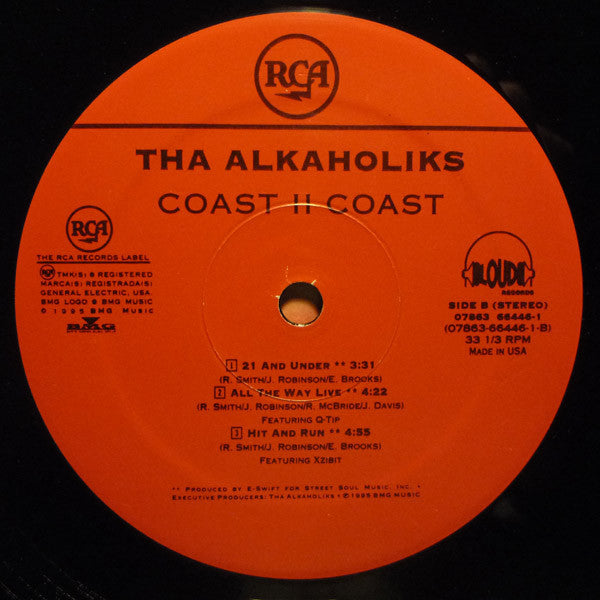 RCA
THA ALKAHOLIKS
COAST II COAST
RCA
THE RCA RECORDS LABEL
RCA TMK(S) ® REGISTERED
MARCA(S) REGISTRADA(S)
GENERAL ELECTRIC, USA.
BMG LOGO ® BMG MUSIC
© 1995 BMG MUSIC
BMG
LOUD
RECORDS
SIDE B (STEREO)
07863 66446-1
(07863-66446-1-B)
33 1/3 RPM
MADE IN USA
1 21 AND UNDER ** 3:31
(R. SMITH/J. ROBINSON/E. BROOKS)
2 ALL THE WAY LIVE ** 4:22
(R. SMITH/J. ROBINSON/R. MCBRIDE/J. DAVIS)
FEATURING Q-TIP
3 HIT AND RUN ** 4:55
(R. SMITH/J. ROBINSON/E. BROOKS)
FEATURING XZIBIT
** PRODUCED BY E-SWIFT FOR STREET SOUL MUSIC, INC. •
EXECUTIVE PRODUCERS: THA ALKAHOLIKS • ℗1995 BMG MUSIC